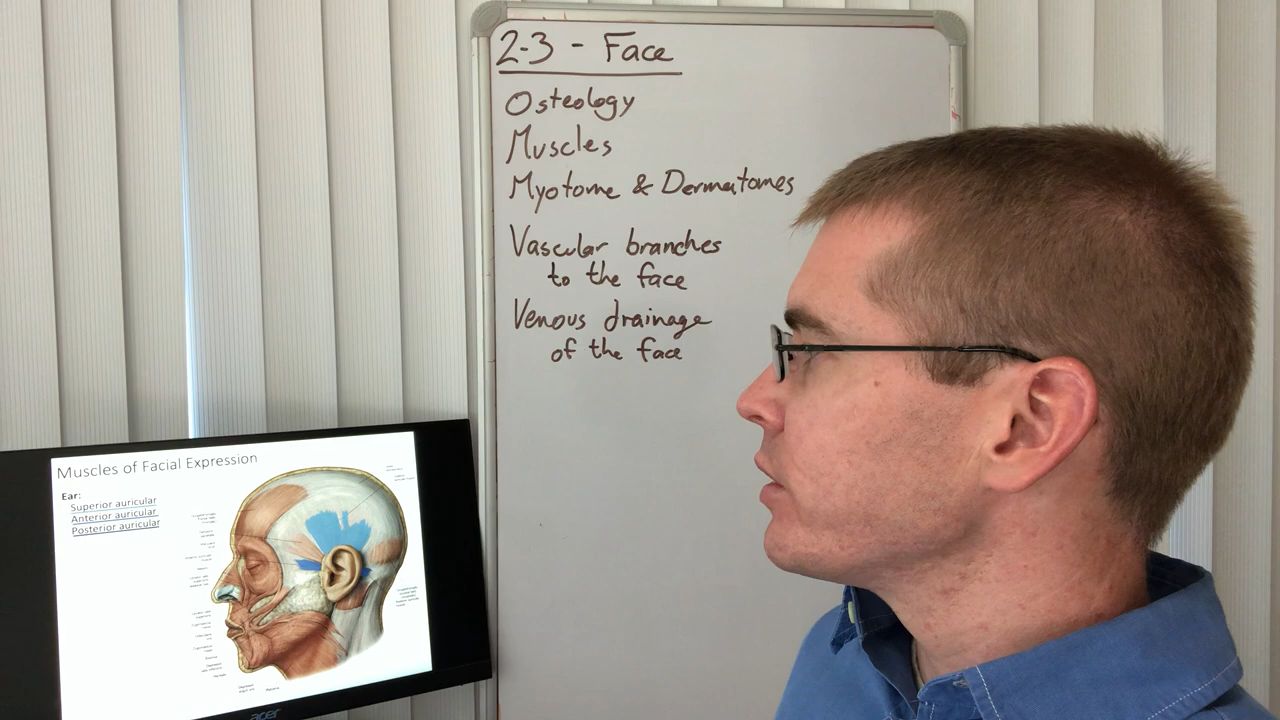 2-3 - Face
Osteology
Muscles
Myotome & Dermatomes
Vascular branches
to the face
Venous drainage
of the face
Muscles of Facial Expression
Ear:
Superior auricular
Anterior auricular
Posterior auricular
acer